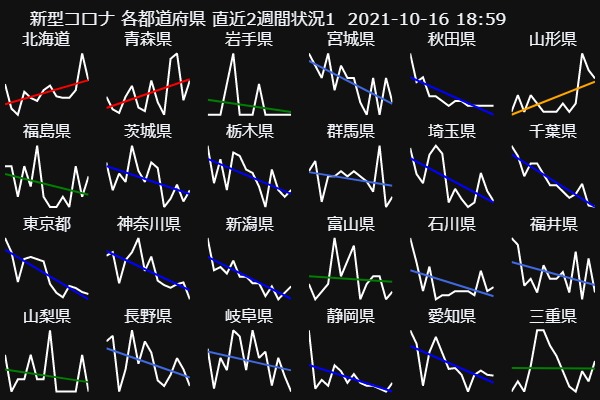 新型コロナ 各都道府県 直近2週間状況1 2021-10-16 18:59
北海道 青森県 岩手県 宮城県 秋田県 山形県
福島県 茨城県 栃木県 群馬県 埼玉県 千葉県
東京都 神奈川県 新潟県 富山県 石川県 福井県
山梨県 長野県 岐阜県 静岡県 愛知県 三重県